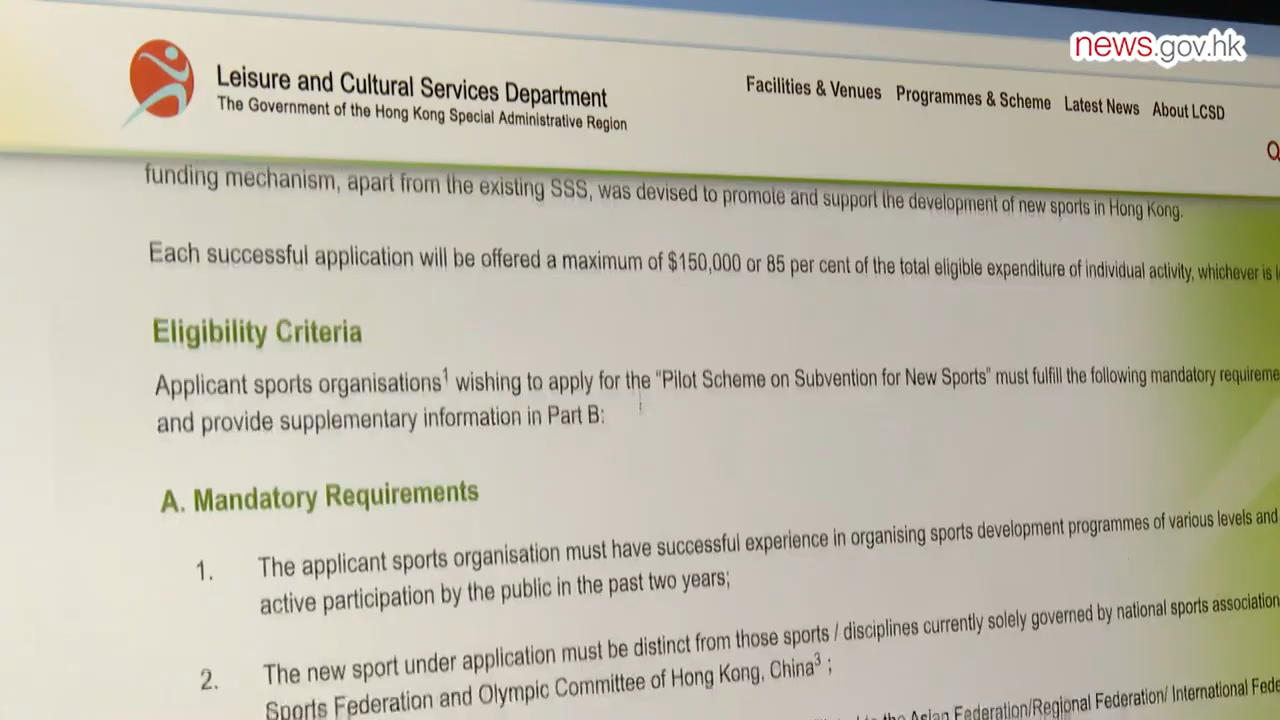 news.gov.hk
Leisure and Cultural Services Department
The Government of the Hong Kong Special Administrative Region
Facilities & Venues Programmes & Scheme Latest News About LCSD
funding mechanism, apart from the existing SSS, was devised to promote and support the development of new sports in Hong Kong.
Each successful application will be offered a maximum of $150,000 or 85 per cent of the total eligible expenditure of individual activity, whichever is
Eligibility Criteria
Applicant sports organisations1 wishing to apply for the "Pilot Scheme on Subvention for New Sports" must fulfill the following mandatory requireme
and provide supplementary information in Part B:
A. Mandatory Requirements
1. The applicant sports organisation must have successful experience in organising sports development programmes of various levels and
active participation by the public in the past two years;
2. The new sport under application must be distinct from those sports / disciplines currently solely governed by national sports association
Sports Federation and Olympic Committee of Hong Kong, China3 ;
the Asian Federation/Regional Federation/ International Fede